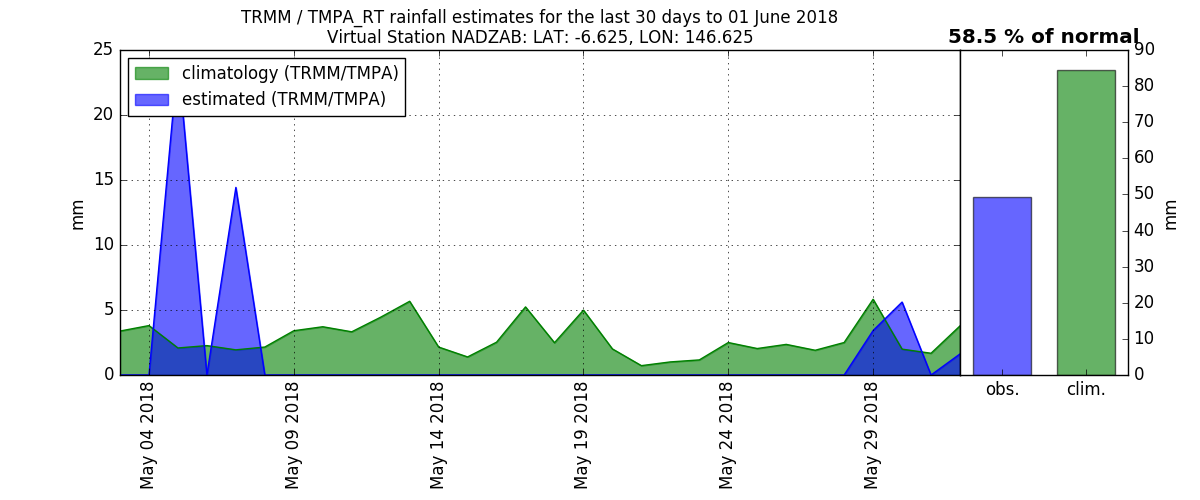 TRMM / TMPA_RT rainfall estimates for the last 30 days to 01 June 2018
Virtual Station NADZAB: LAT: -6.625, LON: 146.625
58.5 % of normal
climatology (TRMM/TMPA)
estimated (TRMM/TMPA)
25
20
15
10
5
0
mm
May 04 2018
May 09 2018
May 14 2018
May 19 2018
May 24 2018
May 29 2018
90
80
70
60
50
40
30
20
10
0
mm
obs.
clim.